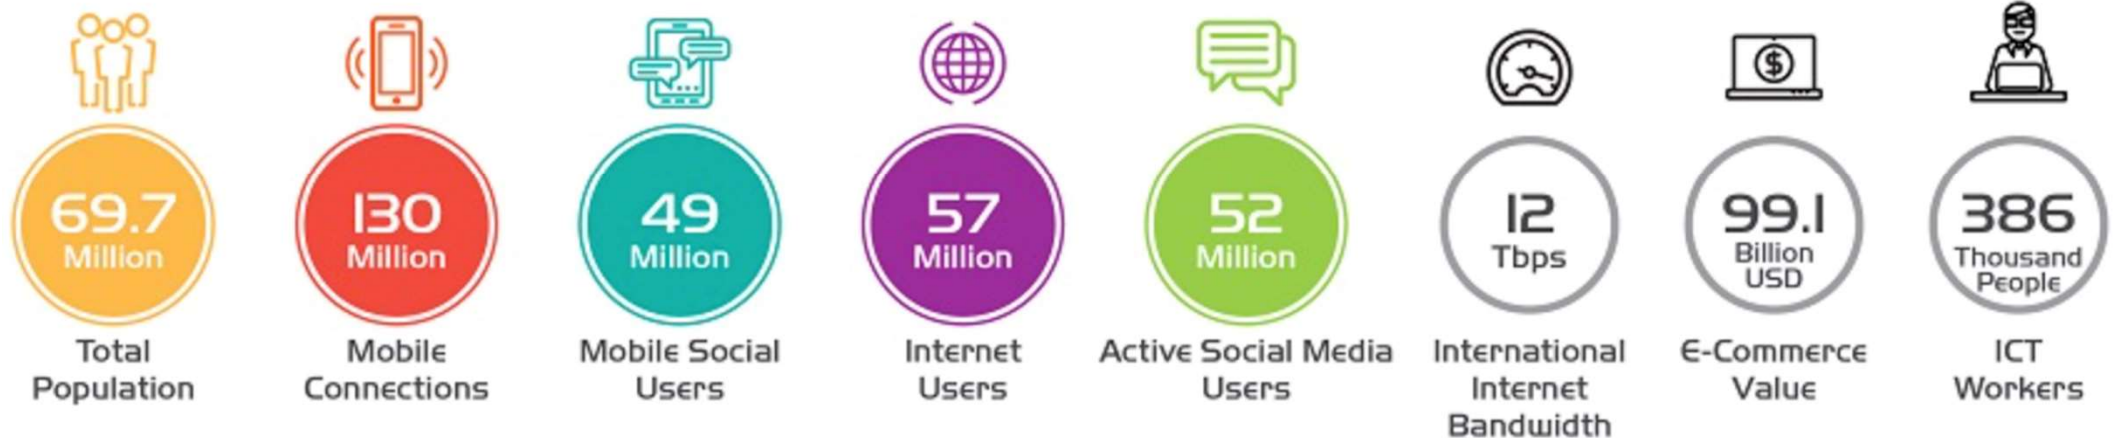 69.7
Million
Total
Population
130
Million
Mobile
Connections
49
Million
Mobile Social
Users
57
Million
Internet
Users
52
Million
Active Social Media
Users
12
Tbps
International
Internet
Bandwidth
99.1
Billion
USD
E-Commerce
Value
386
Thousand
People
ICT
Workers